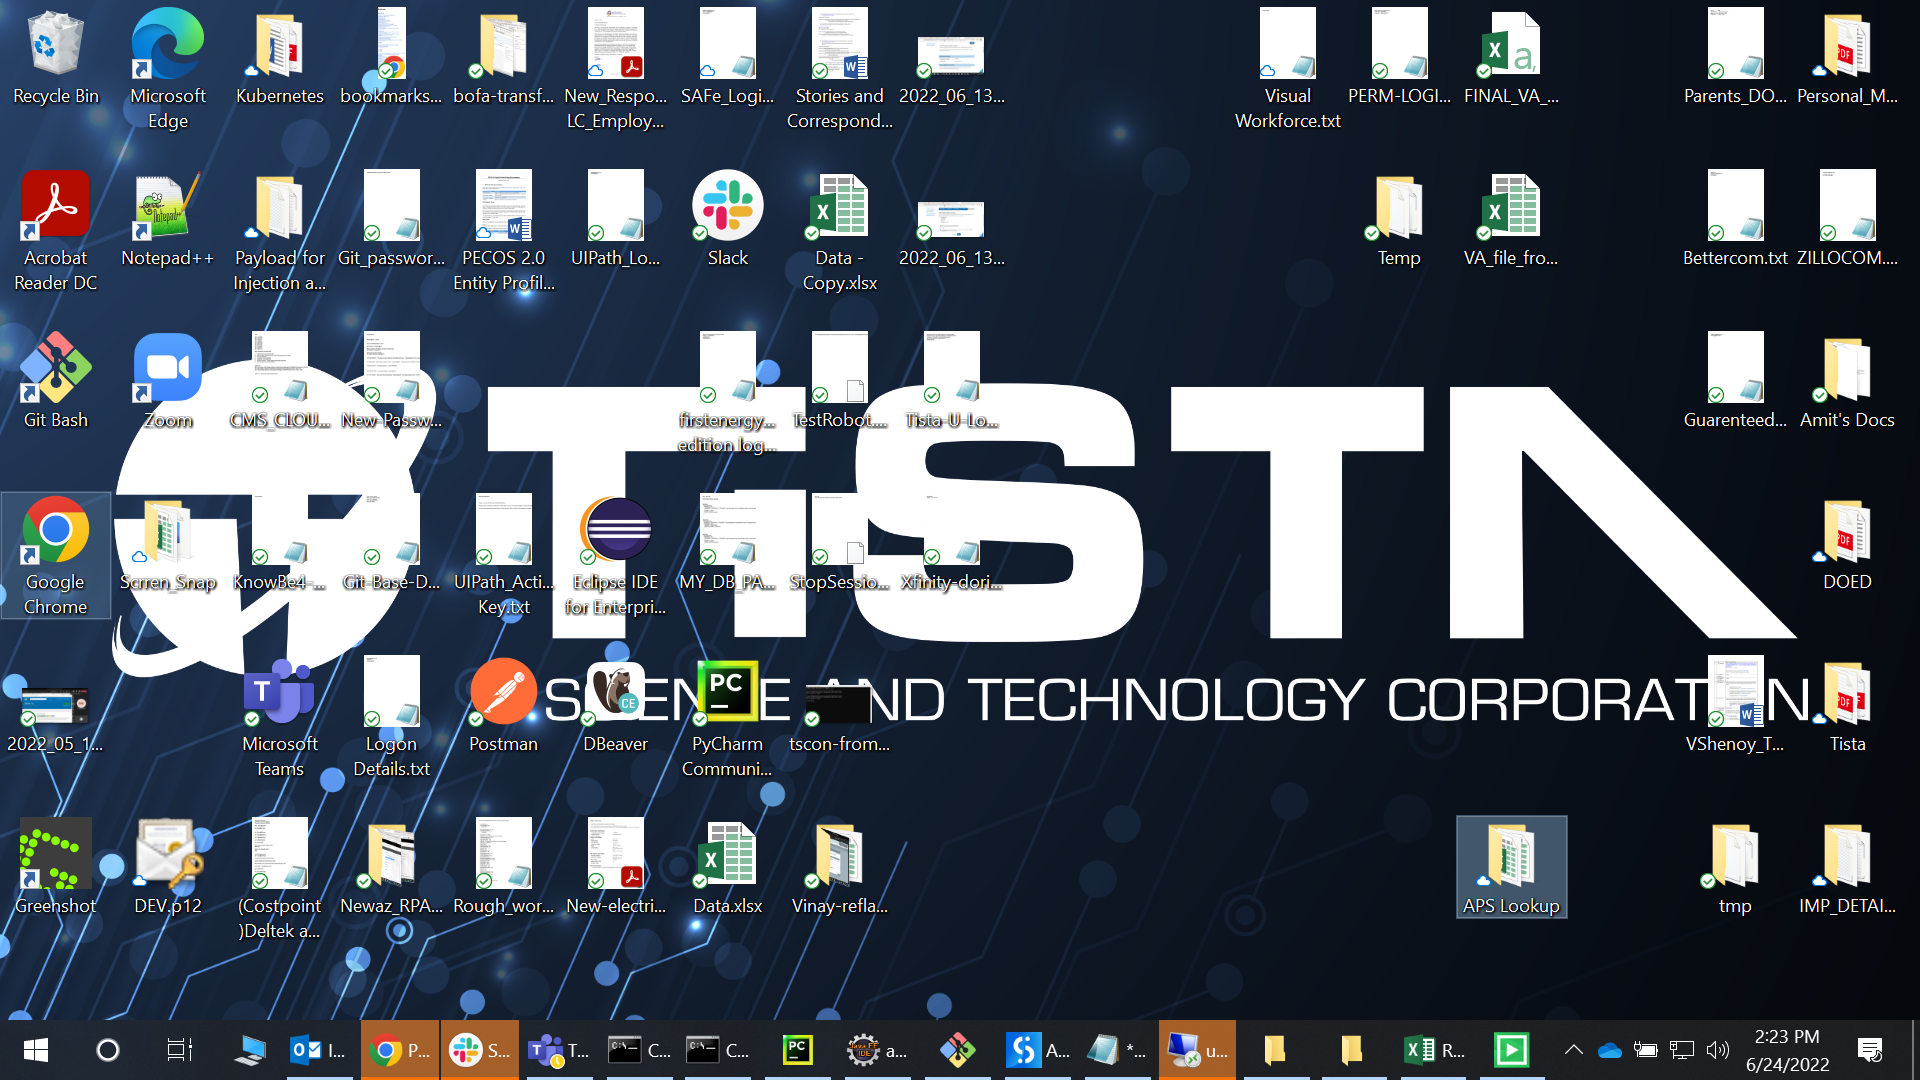 Recycle Bin
Microsoft
Edge
Kubernetes
bookmarks...
bofa-transf...
New_Respo...
LC_Employ...
SAFe_Logi...
Stories and
Correspond...
2022_06_13...
Visual
Workforce.txt
PERM-LOGI...
FINAL_VA_...
Parents_DO...
Personal_M...
Acrobat
Reader DC
Notepad++
Payload for
Injection a...
Git_passwor...
PECOS 2.0
Entity Profil...
UIPath_Lo...
Slack
Data -
Copy.xlsx
2022_06_13...
Temp
VA_file_fro...
Bettercom.txt
ZILLOCOM....
Git Bash
Zoom
CMS_CLOU...
New-Passw...
firstenergy...
edition log...
TestRobot....
Tista-U-Lo...
Guarenteed...
Amit's Docs
TiSTA
Google
Chrome
Scrren_Snap
KnowBe4-...
Git-Base-D...
UIPath_Acti...
Key.txt
Eclipse IDE
for Enterpri...
MY_DB_PA...
StopSessio...
Xfinity-dori...
DOED
SCIENCE AND TECHNOLOGY CORPORATION
2022_05_1...
Microsoft
Teams
Logon
Details.txt
Postman
DBeaver
PyCharm
Communi...
tscon-from...
VShenoy_T...
Tista
Greenshot
DEV.p12
(Costpoint
)Deltek a...
Newaz_RPA...
Rough_wor...
New-electri...
Data.xlsx
Vinay-refla...
APS Lookup
tmp
IMP_DETAI...
I...
P...
S...
T...
C...
C...
a...
A...
*...
u...
R...
2:23 PM
6/24/2022